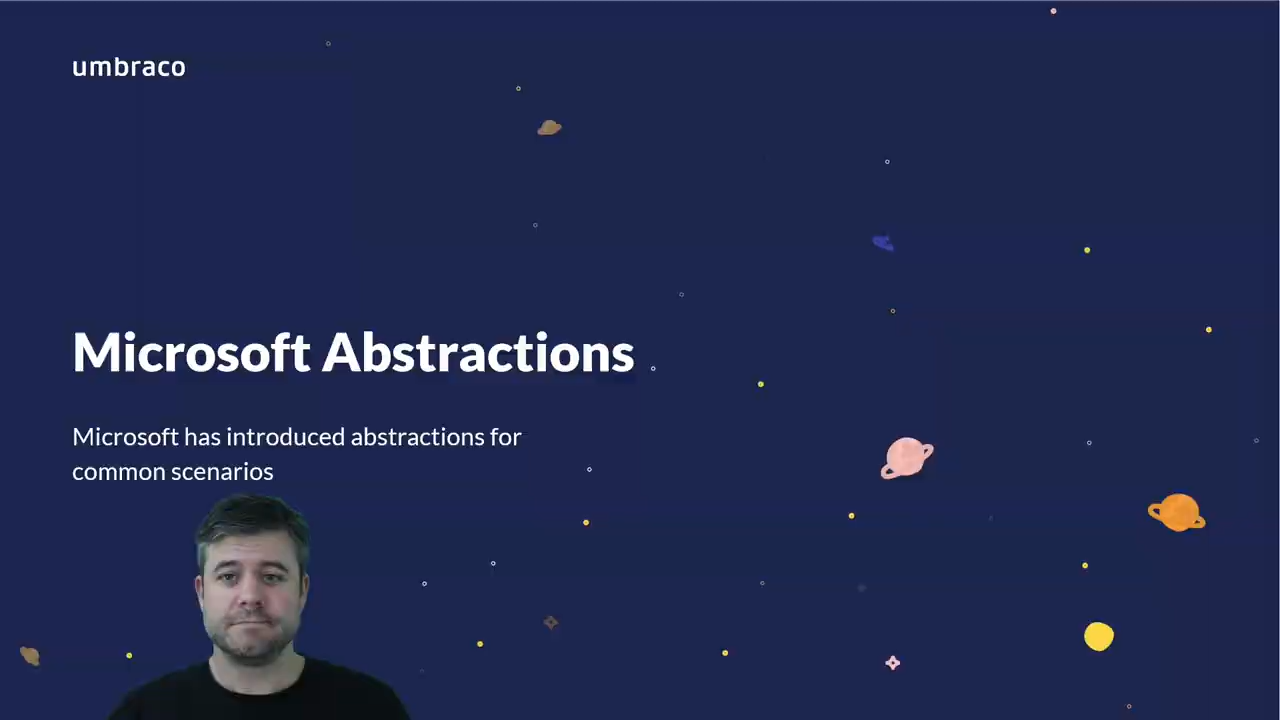 umbraco
Microsoft Abstractions
Microsoft has introduced abstractions for
common scenarios